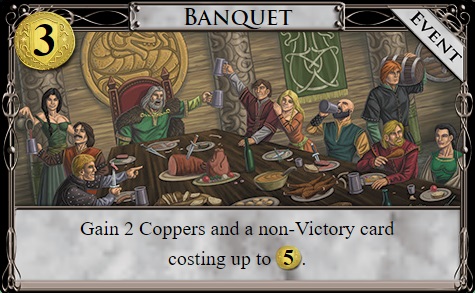 BANQUET
3
EVENT
Gain 2 Coppers and a non-Victory card
costing up to 5.